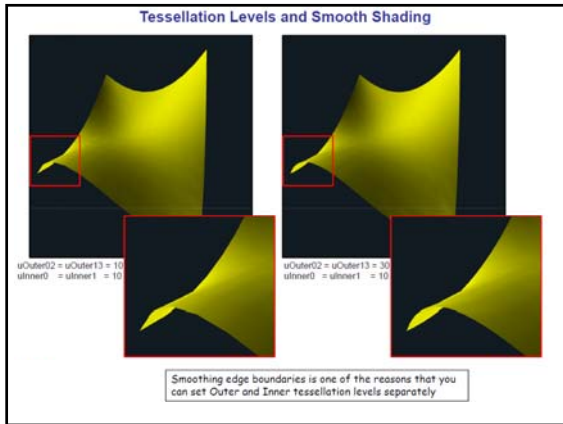 Tessellation Levels and Smooth Shading
uOuter02 = uOuter13 = 10
uInner0 = uInner1 = 10
uOuter02 = uOuter13 = 30
uInner0 = uInner1 = 10
Smoothing edge boundaries is one of the reasons that you
can set Outer and Inner tessellation levels separately